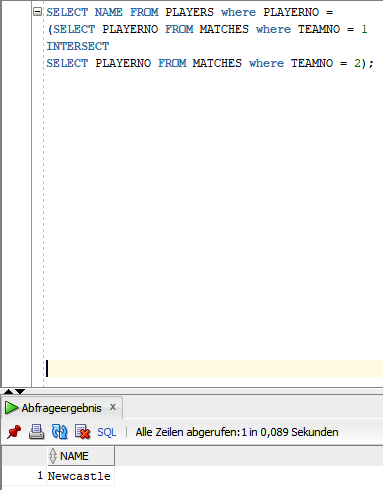 SELECT NAME FROM PLAYERS where PLAYERNO =
(SELECT PLAYERNO FROM MATCHES where TEAMNO = 1
INTERSECT
SELECT PLAYERNO FROM MATCHES where TEAMNO = 2);
Abfrageergebnis x
SQL | Alle Zeilen abgerufen: 1 in 0,089 Sekunden
NAME
1 Newcastle